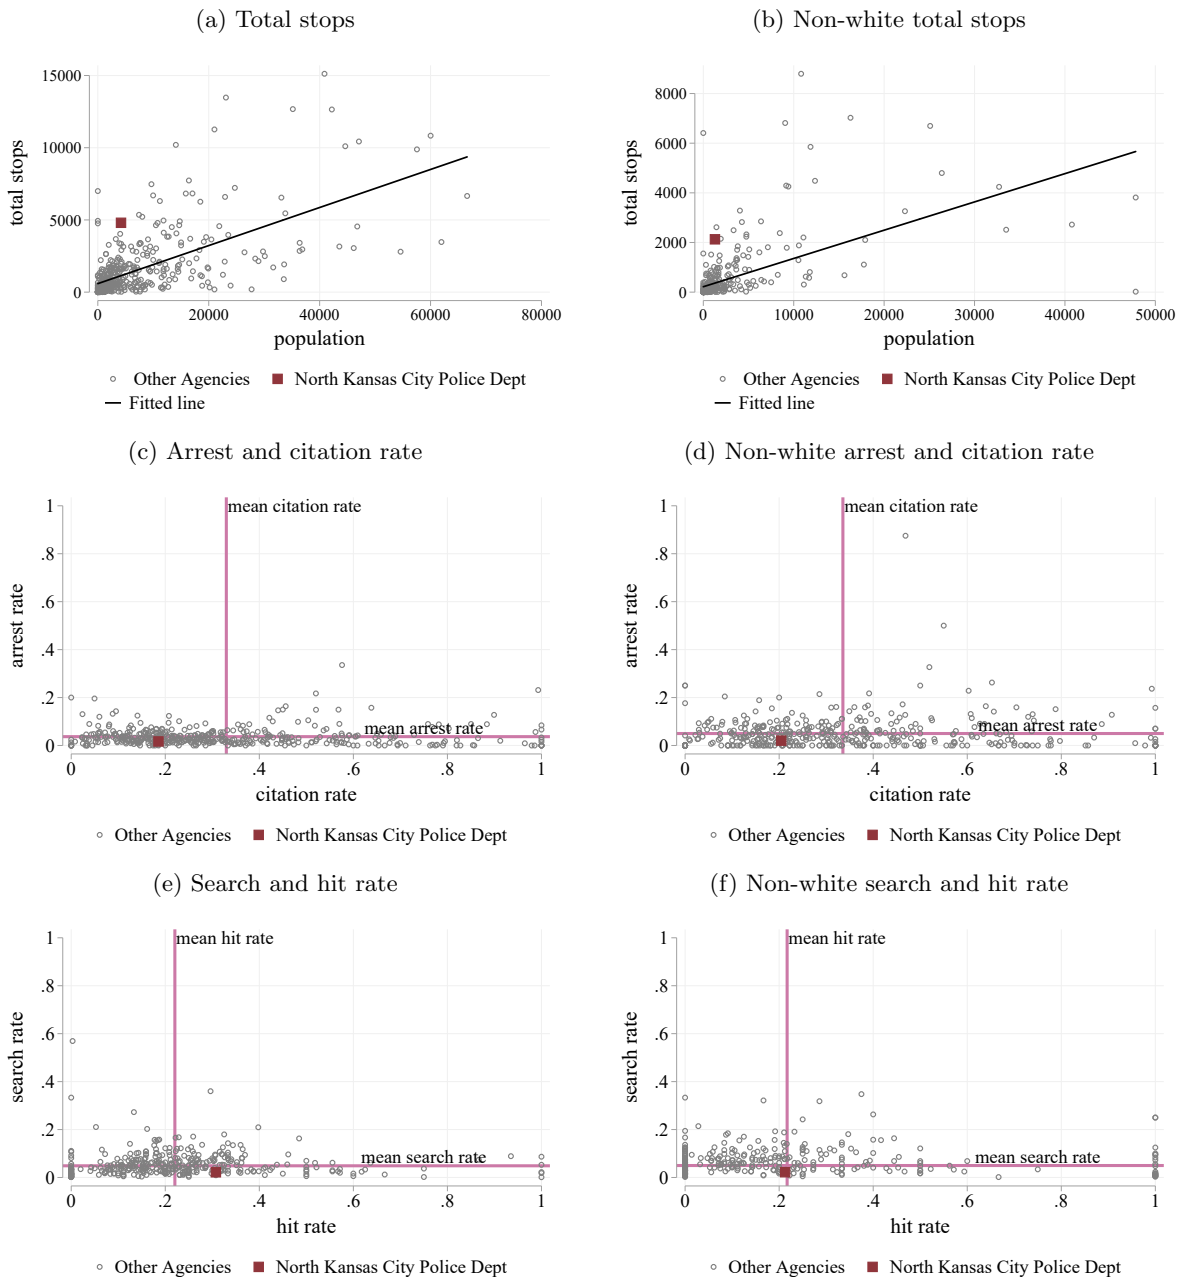 (a) Total stops
(b) Non-white total stops
total stops
15000
10000
5000
0
0 20000 40000 60000 80000
population
Other Agencies North Kansas City Police Dept
Fitted line
total stops
8000
6000
4000
2000
0
0 10000 20000 30000 40000 50000
population
Other Agencies North Kansas City Police Dept
Fitted line
(c) Arrest and citation rate
(d) Non-white arrest and citation rate
arrest rate
1
.8
.6
.4
.2
0
mean citation rate
mean arrest rate
0 .2 .4 .6 .8 1
citation rate
Other Agencies North Kansas City Police Dept
arrest rate
1
.8
.6
.4
.2
0
mean citation rate
mean arrest rate
0 .2 .4 .6 .8 1
citation rate
Other Agencies North Kansas City Police Dept
(e) Search and hit rate
(f) Non-white search and hit rate
search rate
1
.8
.6
.4
.2
0
mean hit rate
mean search rate
0 .2 .4 .6 .8 1
hit rate
Other Agencies North Kansas City Police Dept
search rate
1
.8
.6
.4
.2
0
mean hit rate
mean search rate
0 .2 .4 .6 .8 1
hit rate
Other Agencies North Kansas City Police Dept